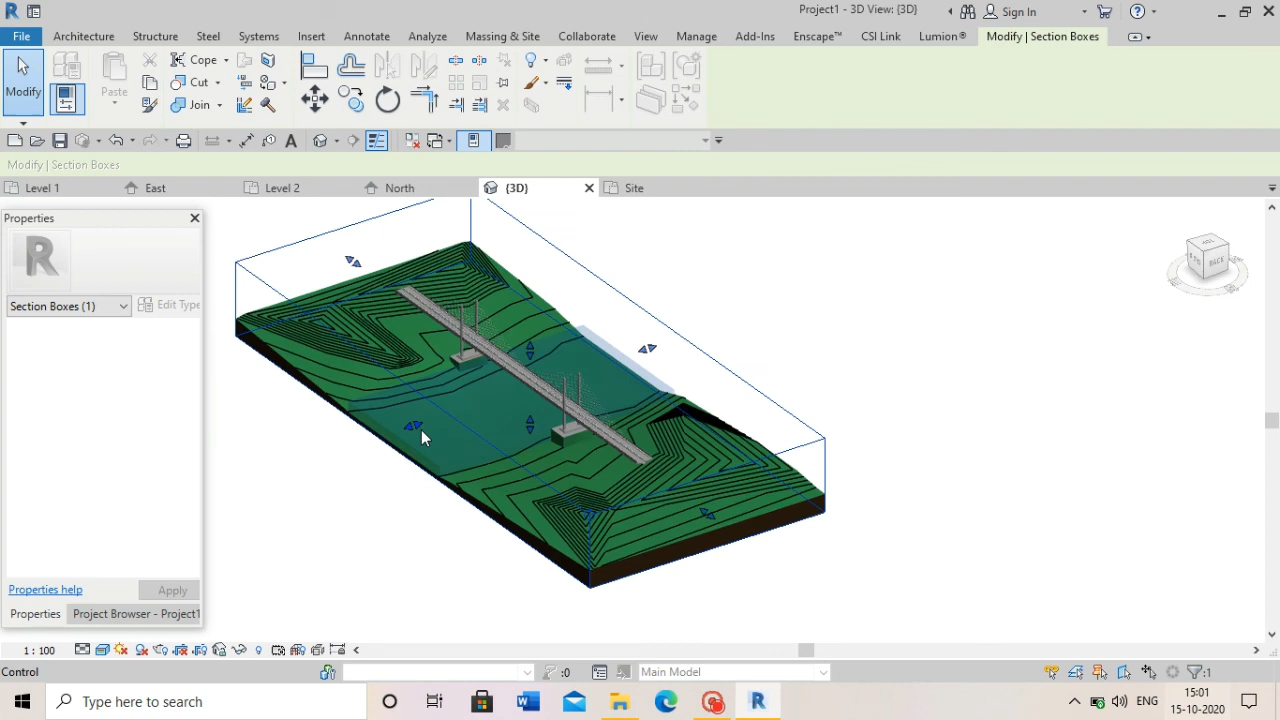 Project1 - 3D View: {3D}
Sign In
File
Architecture
Structure
Steel
Systems
Insert
Annotate
Analyze
Massing & Site
Collaborate
View
Manage
Add-Ins
Enscape™
CSI Link
Lumion®
Modify | Section Boxes
Modify
Paste
Cope
Cut
Join
Modify | Section Boxes
Level 1
East
Level 2
North
{3D}
Site
Properties
Section Boxes (1)
Edit Type
Properties help
Apply
Properties
Project Browser - Project1
BACK
1 : 100
Control
:0
Main Model
:1
Type here to search
ENG
15:01
15-10-2020